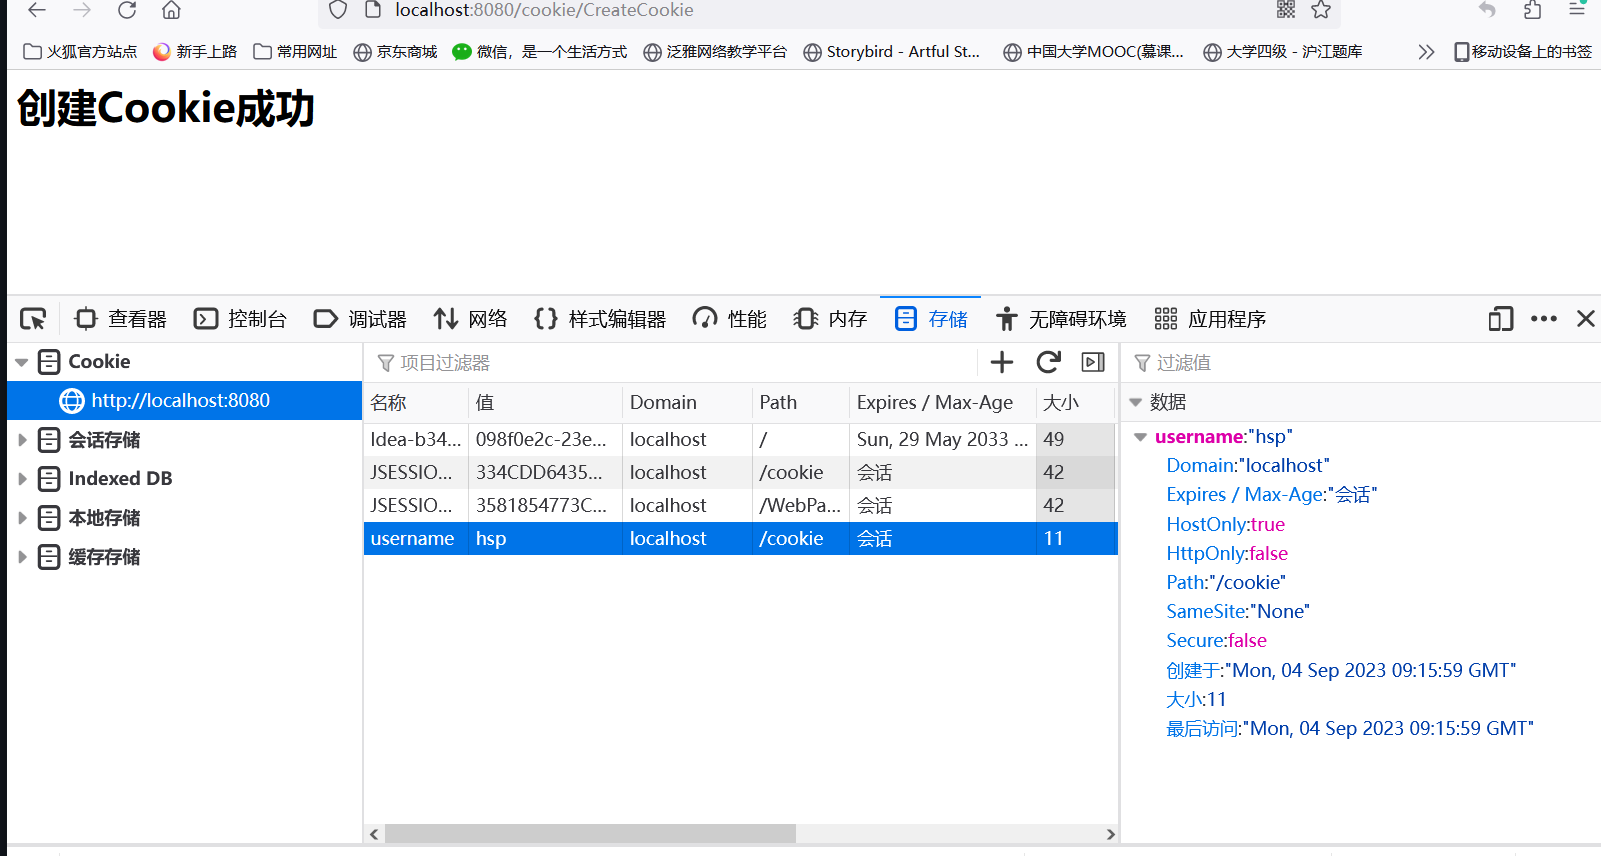 localhost:8080/cookie/CreateCookie
火狐官方站点 新手上路 常用网址 京东商城 微信，是一个生活方式 泛雅网络教学平台 Storybird - Artful St... 中国大学MOOC(慕课... 大学四级 - 沪江题库 移动设备上的书签
创建Cookie成功
查看器 控制台 调试器 网络 样式编辑器 性能 内存 存储 无障碍环境 应用程序
Cookie
http://localhost:8080
会话存储
Indexed DB
本地存储
缓存存储
项目过滤器
名称 值 Domain Path Expires / Max-Age 大小
Idea-b34... 098f0e2c-23e... localhost / Sun, 29 May 2033 ... 49
JSESSIO... 334CDD6435... localhost /cookie 会话 42
JSESSIO... 3581854773C... localhost /WebPa... 会话 42
username hsp localhost /cookie 会话 11
过滤值
数据
username:"hsp"
Domain:"localhost"
Expires / Max-Age:"会话"
HostOnly:true
HttpOnly:false
Path:"/cookie"
SameSite:"None"
Secure:false
创建于:"Mon, 04 Sep 2023 09:15:59 GMT"
大小:11
最后访问:"Mon, 04 Sep 2023 09:15:59 GMT"